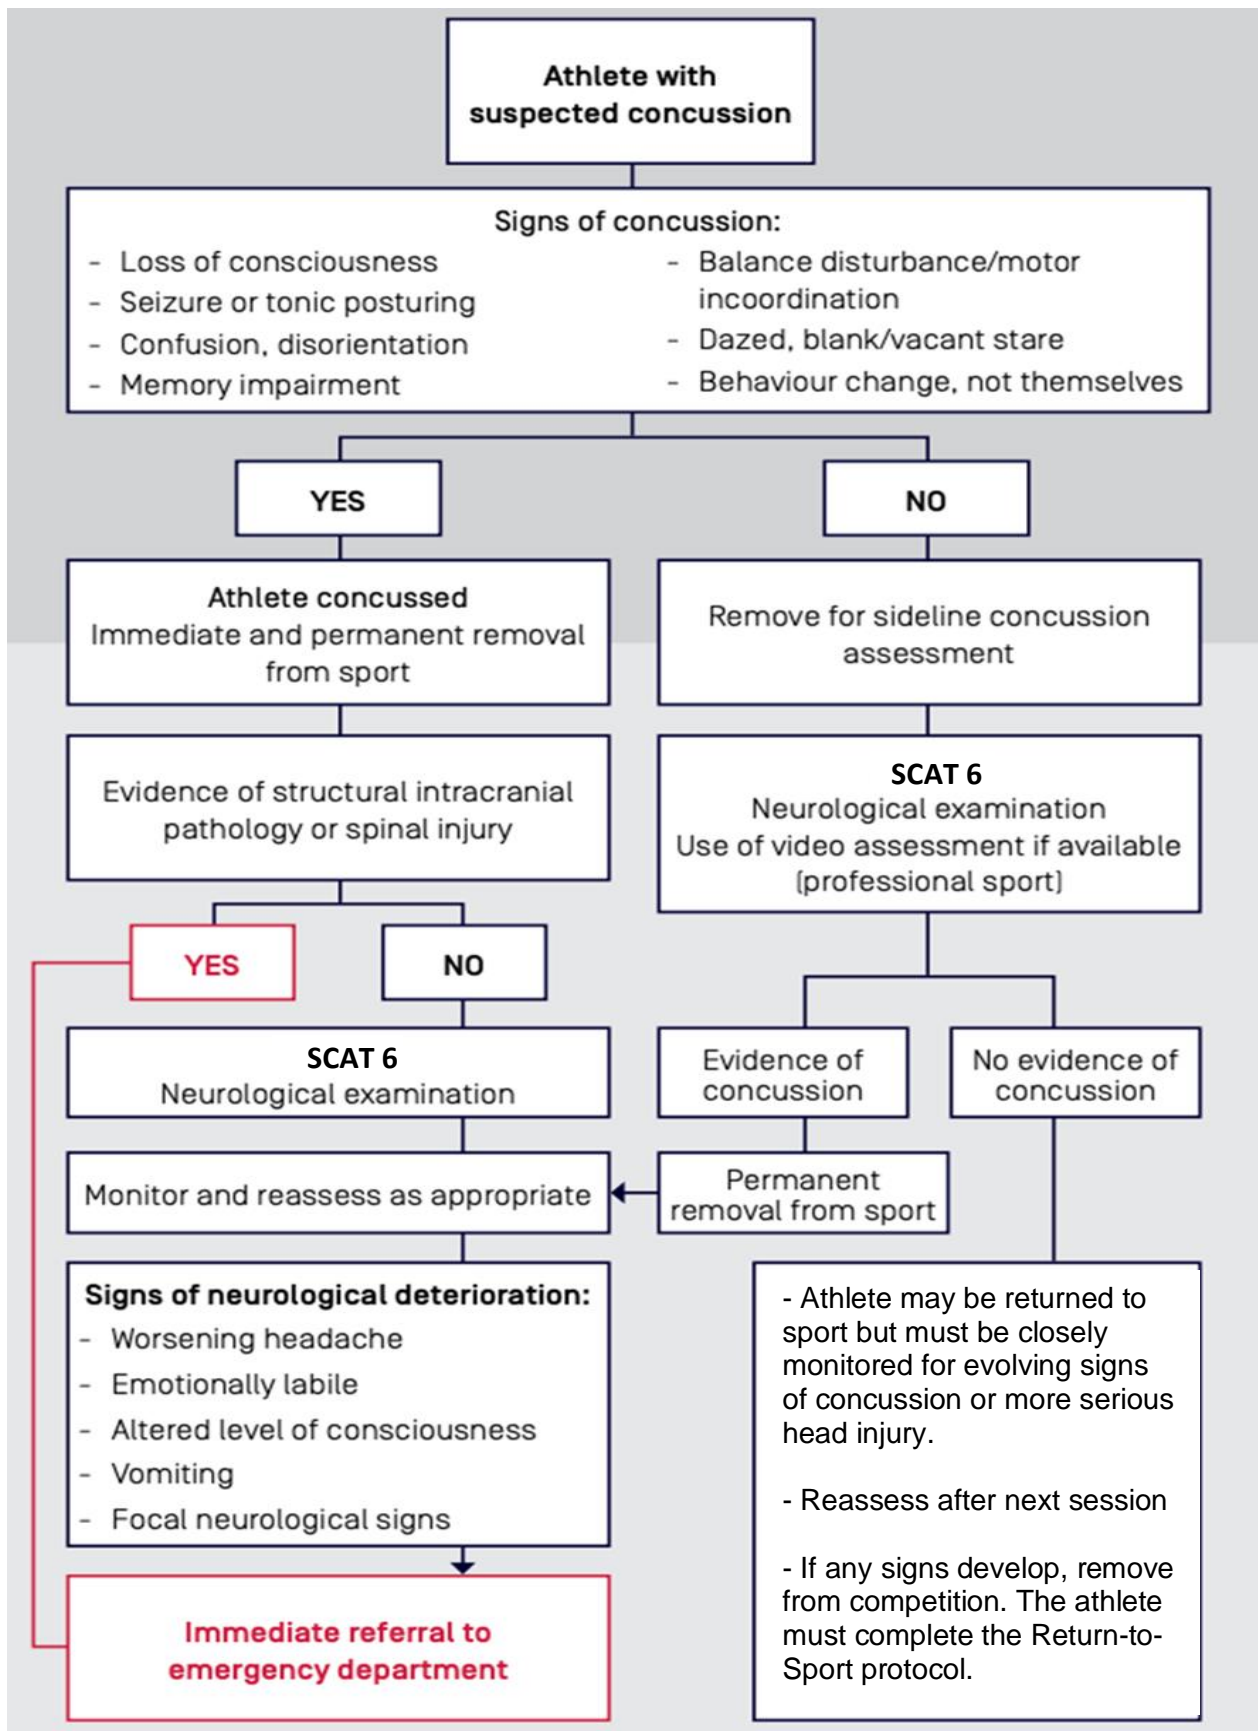 Athlete with
suspected concussion
Signs of concussion:
- Loss of consciousness
- Seizure or tonic posturing
- Confusion, disorientation
- Memory impairment
- Balance disturbance/motor
incoordination
- Dazed, blank/vacant stare
- Behaviour change, not themselves
YES
NO
Athlete concussed
Immediate and permanent removal
from sport
Remove for sideline concussion
assessment
Evidence of structural intracranial
pathology or spinal injury
SCAT 6
Neurological examination
Use of video assessment if available
(professional sport)
YES
NO
SCAT 6
Neurological examination
Evidence of
concussion
No evidence of
concussion
Monitor and reassess as appropriate
Permanent
removal from sport
Signs of neurological deterioration:
- Worsening headache
- Emotionally labile
- Altered level of consciousness
- Vomiting
- Focal neurological signs
- Athlete may be returned to
sport but must be closely
monitored for evolving signs
of concussion or more serious
head injury.
- Reassess after next session
- If any signs develop, remove
from competition. The athlete
must complete the Return-to-
Sport protocol.
Immediate referral to
emergency department